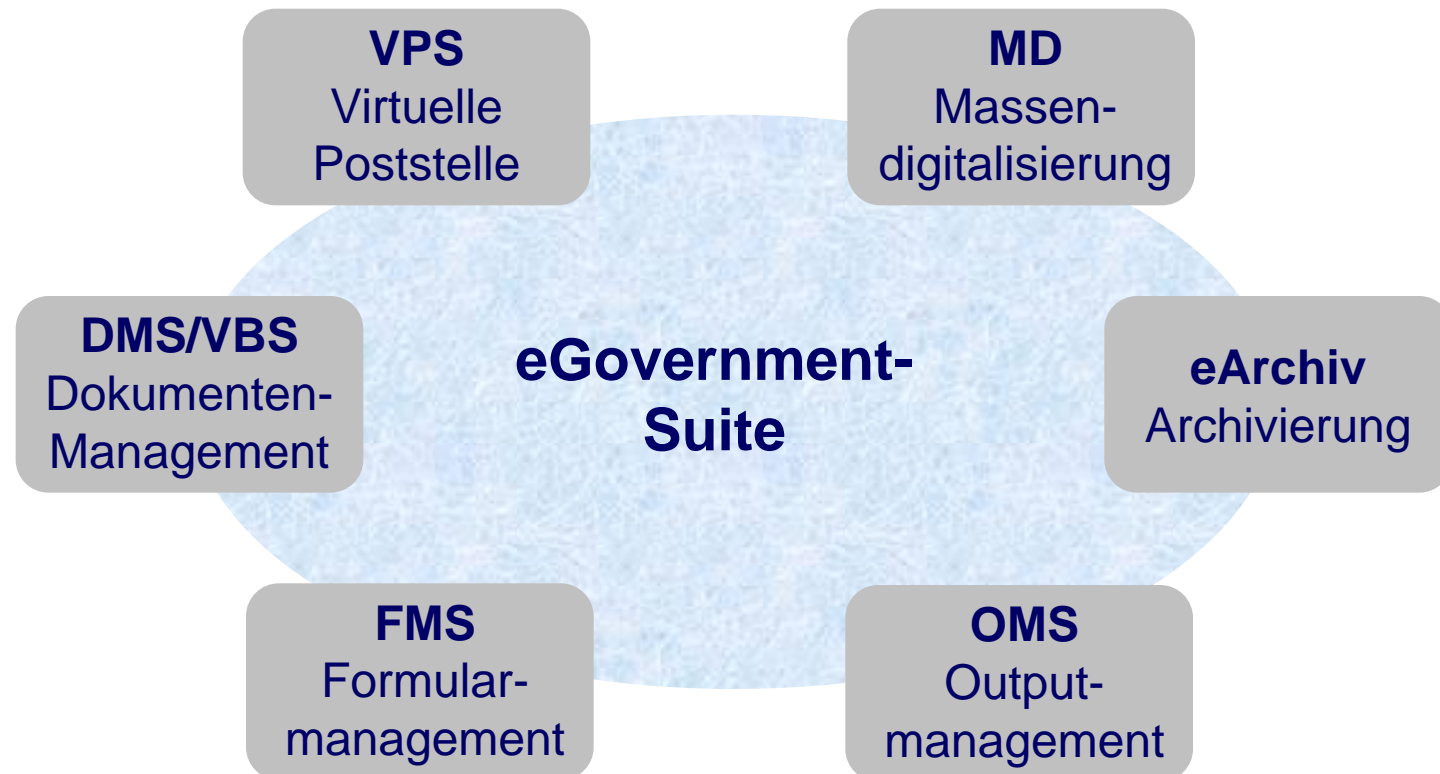 VPS
Virtuelle
Poststelle
MD
Massen-
digitalisierung
DMS/VBS
Dokumenten-
Management
eGovernment-
Suite
eArchiv
Archivierung
FMS
Formular-
management
OMS
Output-
management